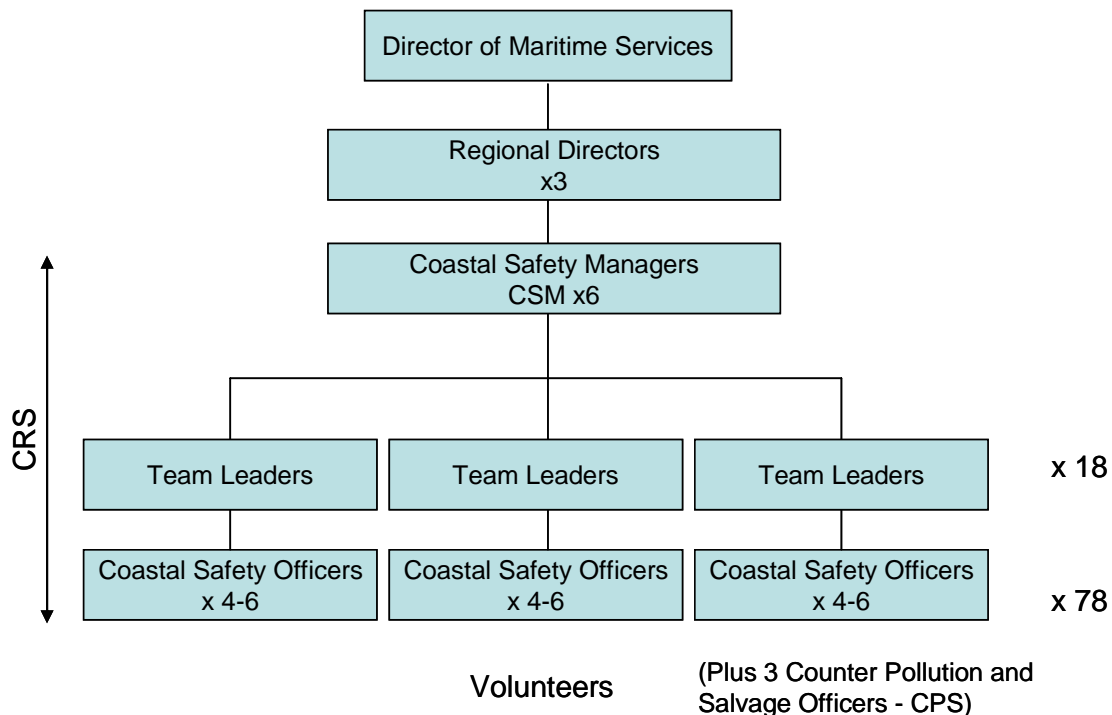 Director of Maritime Services
Regional Directors
x3
Coastal Safety Managers
CSM x6
CRS
Team Leaders
Team Leaders
Team Leaders
x 18
Coastal Safety Officers
x 4-6
Coastal Safety Officers
x 4-6
Coastal Safety Officers
x 4-6
x 78
Volunteers
(Plus 3 Counter Pollution and
Salvage Officers - CPS)